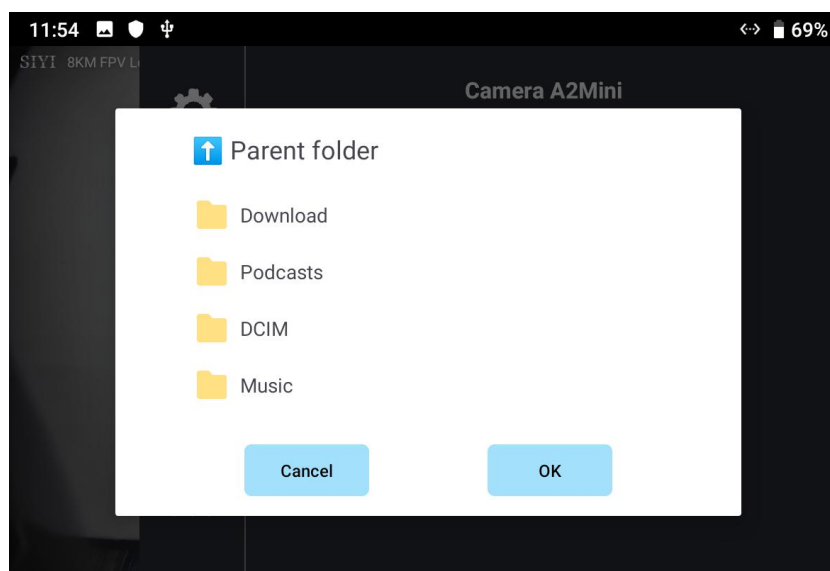 11:54 69%
SIYI 8KM FPV L
Camera A2Mini
Parent folder
Download
Podcasts
DCIM
Music
Cancel OK